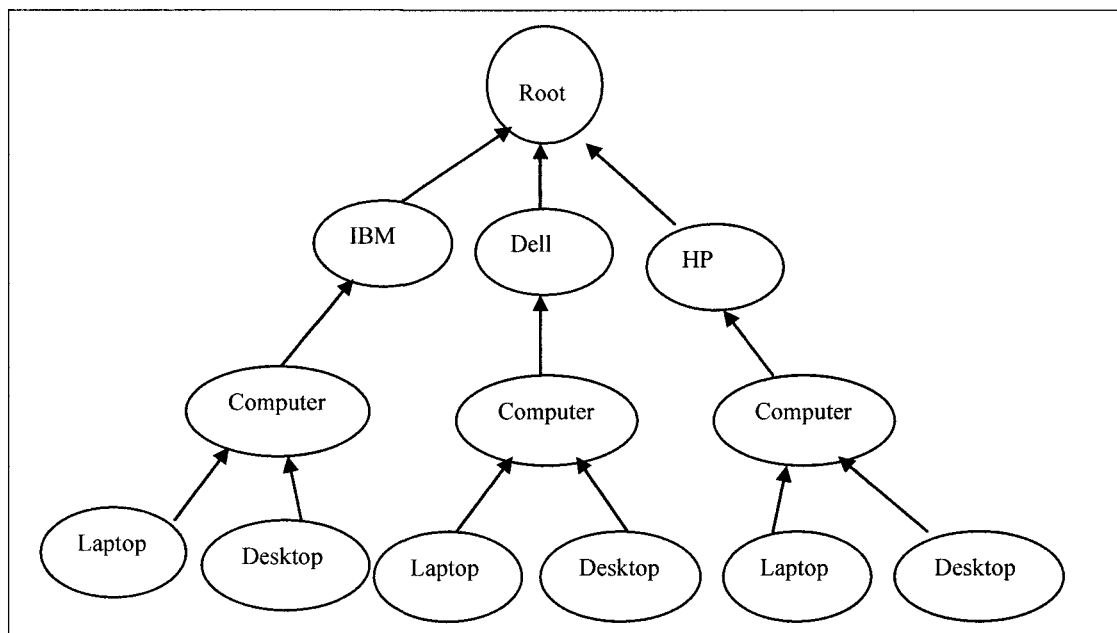 Root
IBM
Dell
HP
Computer
Computer
Computer
Laptop
Desktop
Laptop
Desktop
Laptop
Desktop